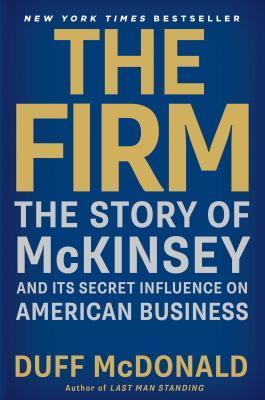 NEW YORK TIMES BESTSELLER
THE
FIRM
THE STORY OF
McKINSEY
AND ITS SECRET INFLUENCE ON
AMERICAN BUSINESS
DUFF McDONALD
Author of LAST MAN STANDING